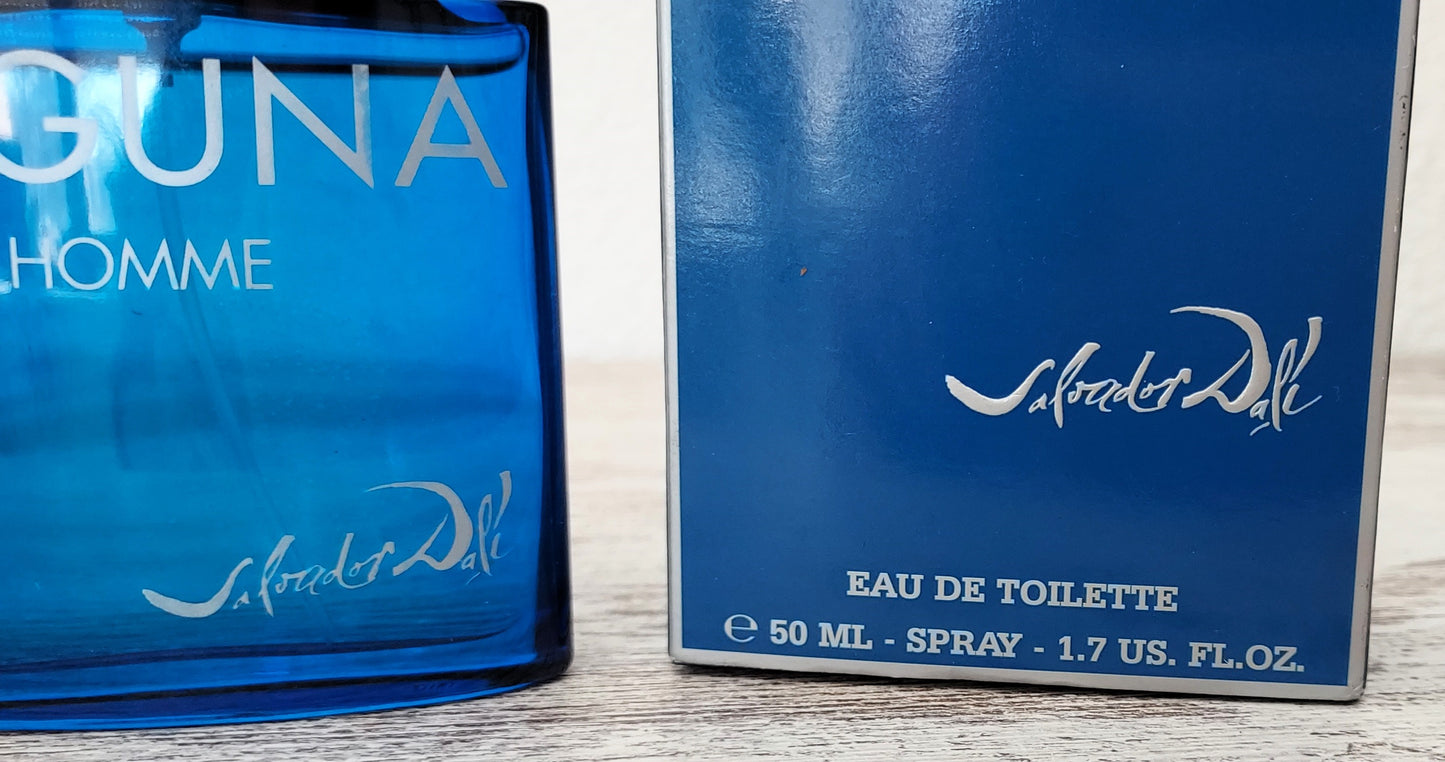 GUNA
HOMME
Salvador Dalí
Salvador Dalí
EAU DE TOILETTE
℮ 50 ML - SPRAY - 1.7 US. FL.OZ.